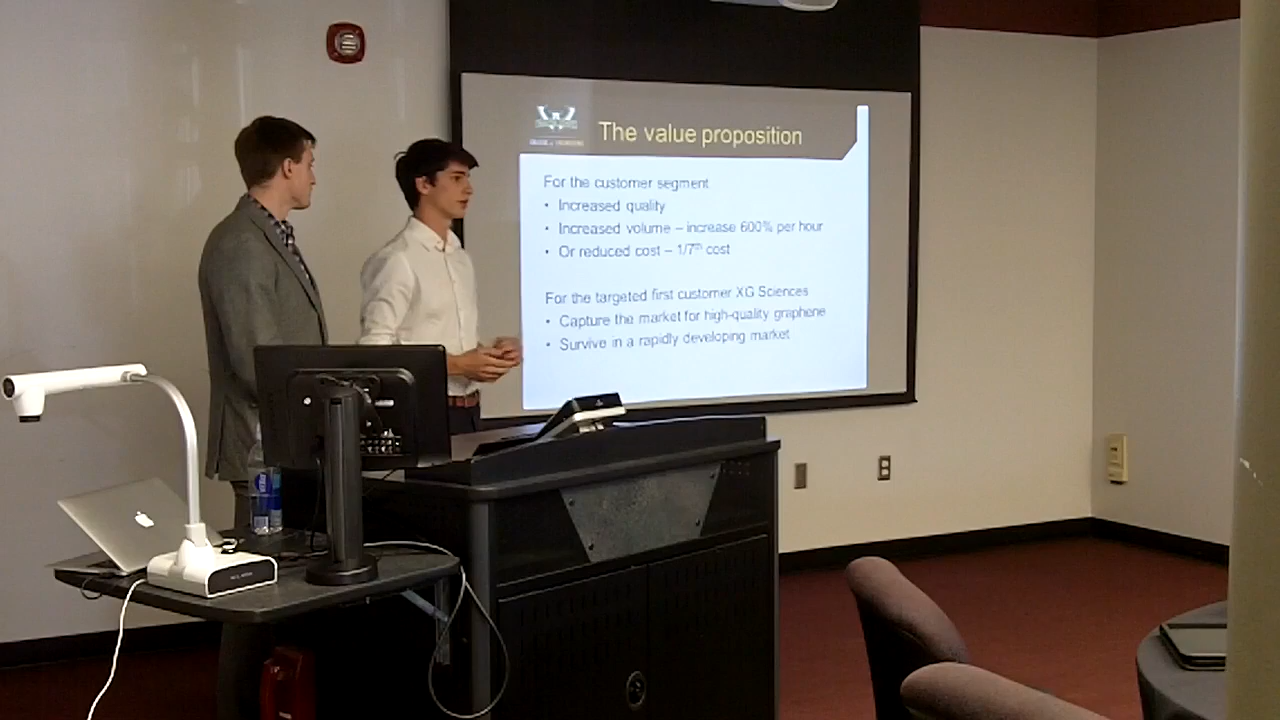 The value proposition
For the customer segment
• Increased quality
• Increased volume – increase 600% per hour
• Or reduced cost – 1/7th cost
For the targeted first customer XG Sciences
• Capture the market for high-quality graphene
• Survive in a rapidly developing market